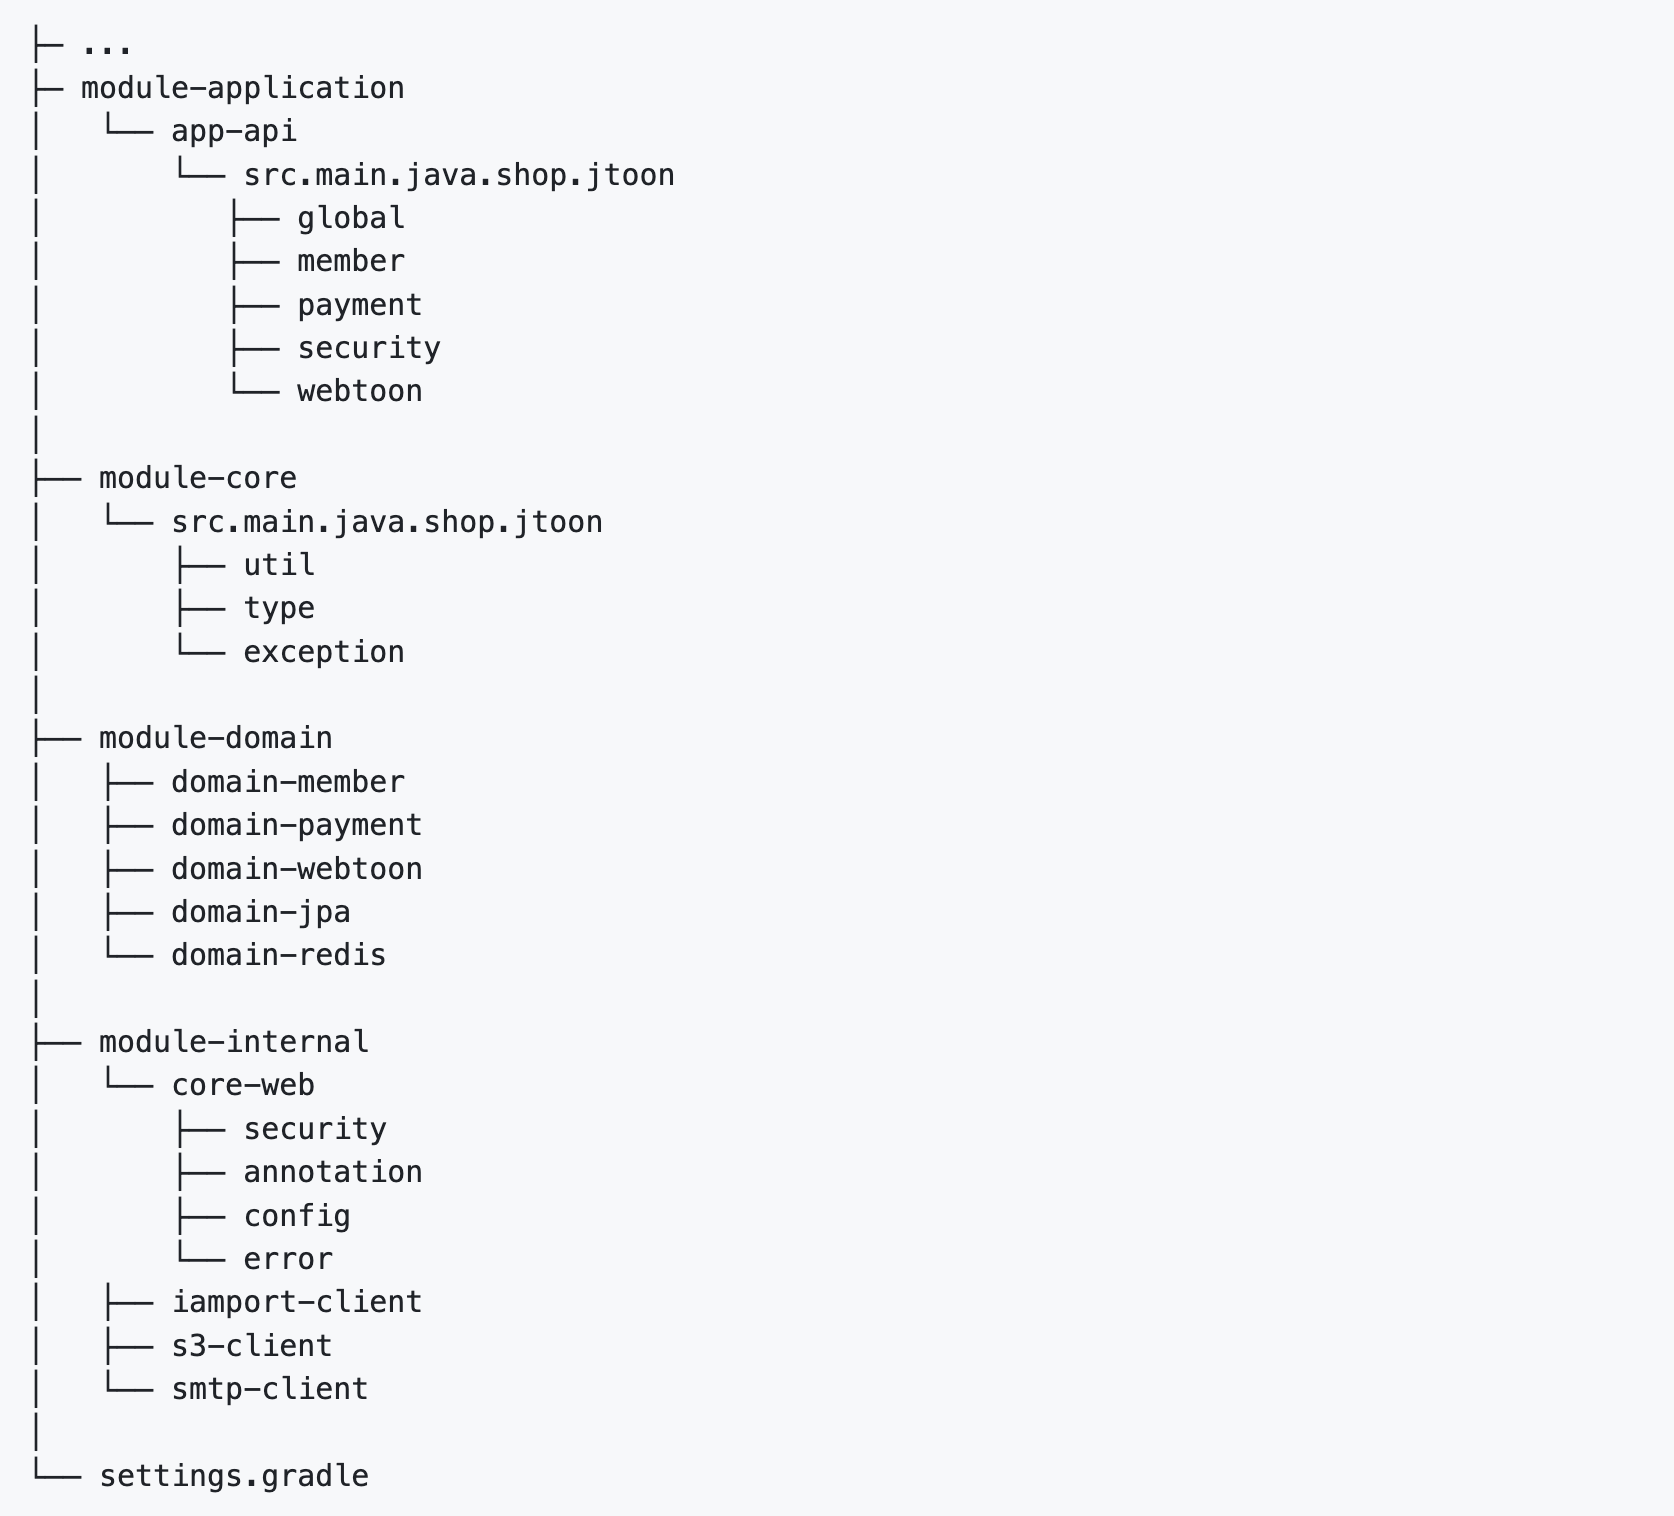 ├─ ...
├─ module-application
│   └── app-api
│       └── src.main.java.shop.jtoon
│          ├── global
│          ├── member
│          ├── payment
│          ├── security
│          └── webtoon
│
├── module-core
│   └── src.main.java.shop.jtoon
│       ├── util
│       ├── type
│       └── exception
│
├── module-domain
│   ├── domain-member
│   ├── domain-payment
│   ├── domain-webtoon
│   ├── domain-jpa
│   └── domain-redis
│
├── module-internal
│   └── core-web
│       ├── security
│       ├── annotation
│       ├── config
│       └── error
│   ├── iamport-client
│   ├── s3-client
│   └── smtp-client
│
└── settings.gradle